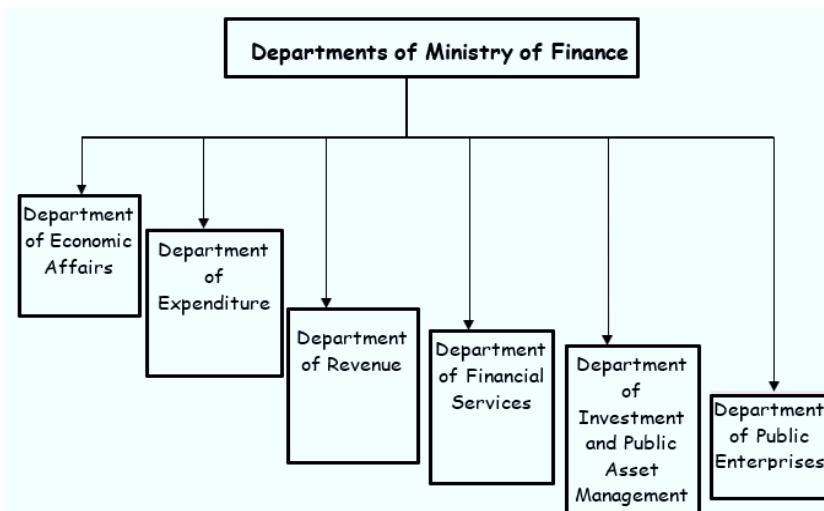 Departments of Ministry of Finance
Department
of Economic
Affairs
Department
of
Expenditure
Department
of Revenue
Department
of Financial
Services
Department
of
Investment
and Public
Asset
Management
Department
of Public
Enterprises